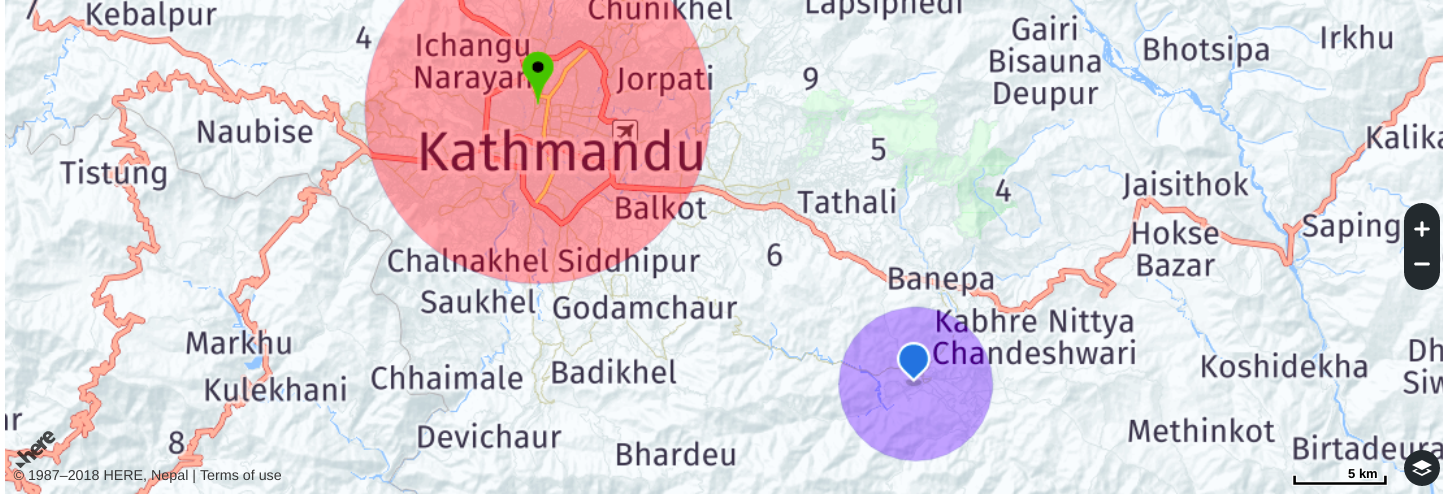 7
Kebalpur
4
Chunikhel
Lapsiphedi
Ichangu
Narayan
Jorpati
9
Gairi
Bisauna
Deupur
Bhotsipa
Irkhu
Naubise
Tistung
Kathmandu
5
Kalika
4
Jaisithok
Balkot
Tathali
Hokse
Bazar
Saping
Chalnakhel
Siddhipur
6
Banepa
Saukhel
Godamchaur
Kabhre Nittya
Chandeshwari
Markhu
Kulekhani
Chhaimale
Badikhel
Koshidekha
Dh
Siw
ar
8
Devichaur
Bhardeu
Methinkot
Birtadeura
here
© 1987–2018 HERE, Nepal | Terms of use
5 km
+
−